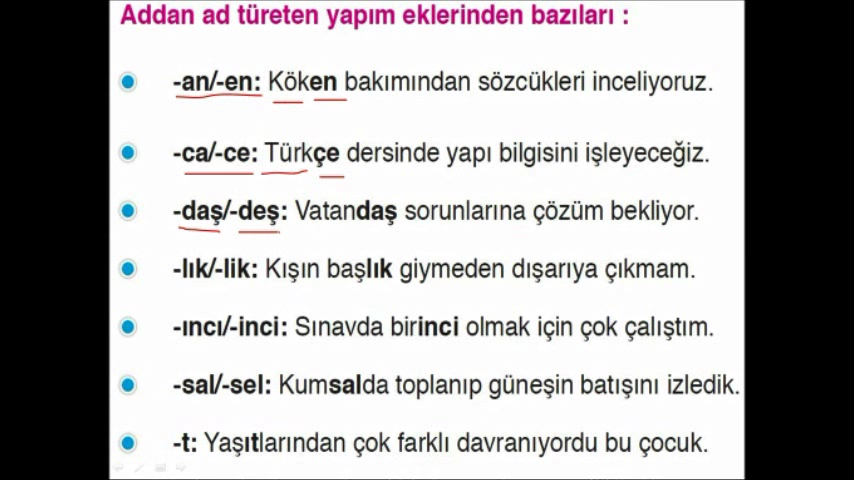 Addan ad türeten yapım eklerinden bazıları :
-an/-en: Köken bakımından sözcükleri inceliyoruz.
-ca/-ce: Türkçe dersinde yapı bilgisini işleyeceğiz.
-daş/-deş: Vatandaş sorunlarına çözüm bekliyor.
-lık/-lik: Kışın başlık giymeden dışarıya çıkmam.
-ıncı/-inci: Sınavda birinci olmak için çok çalıştım.
-sal/-sel: Kumsalda toplanıp güneşin batışını izledik.
-t: Yaşıtlarından çok farklı davranıyordu bu çocuk.